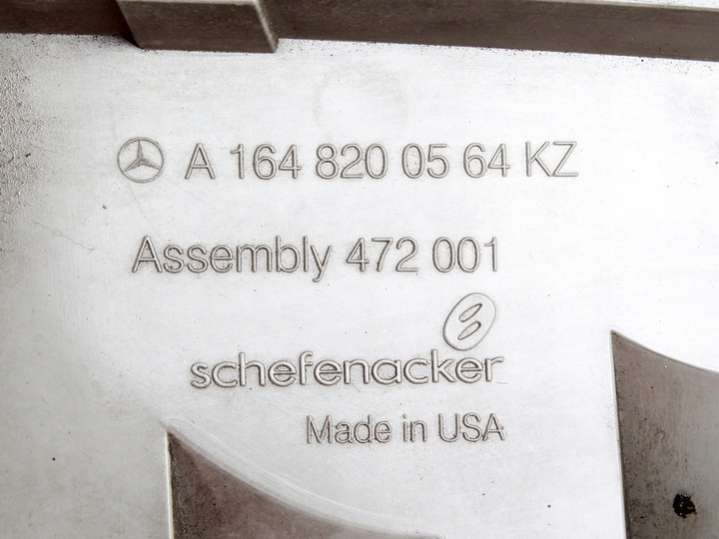 A 164 820 05 64 KZ
Assembly 472 001
schefenacker
Made in USA